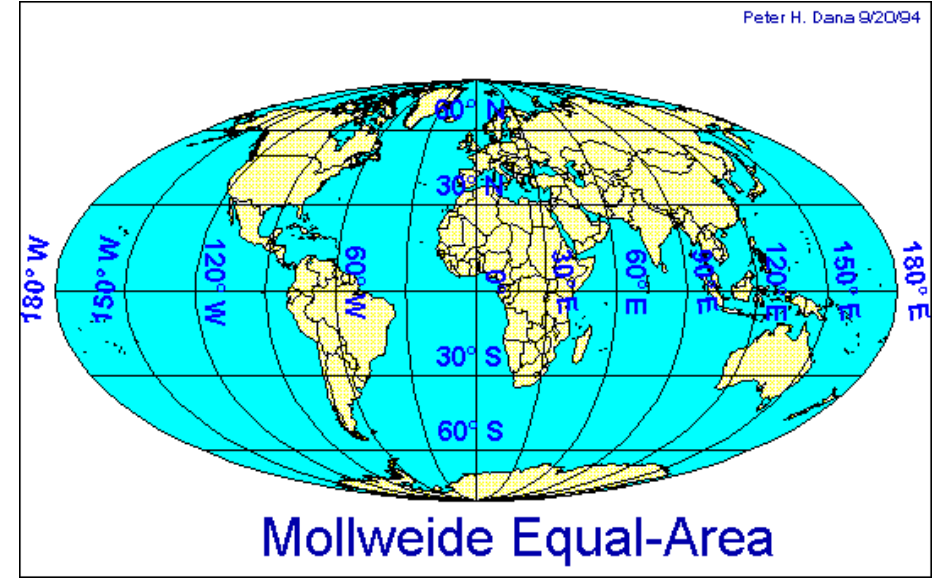 Peter H. Dana 9/20/94
60° N
30° N
180° W
150° W
120° W
60° W
0°
30° E
60° E
90° E
120° E
150° E
180° E
30° S
60° S
Mollweide Equal-Area